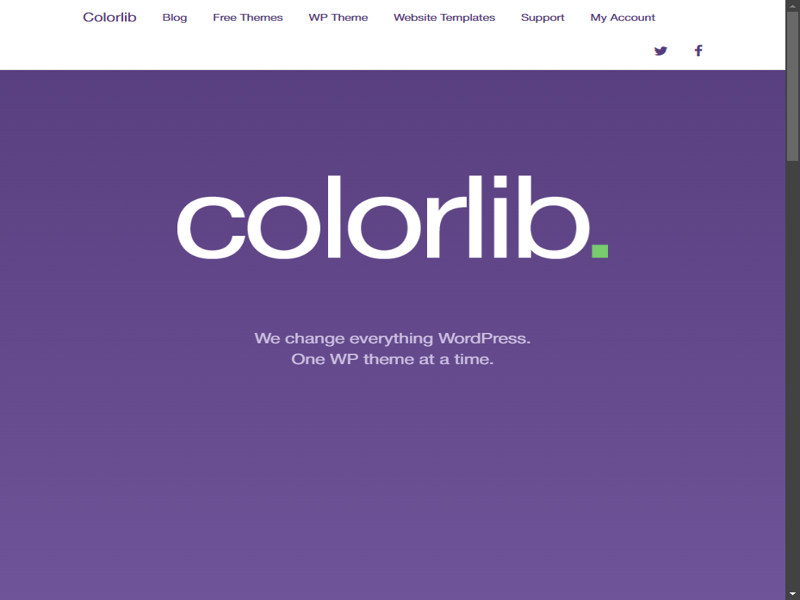 Colorlib Blog Free Themes WP Theme Website Templates Support My Account
colorlib.
We change everything WordPress.
One WP theme at a time.